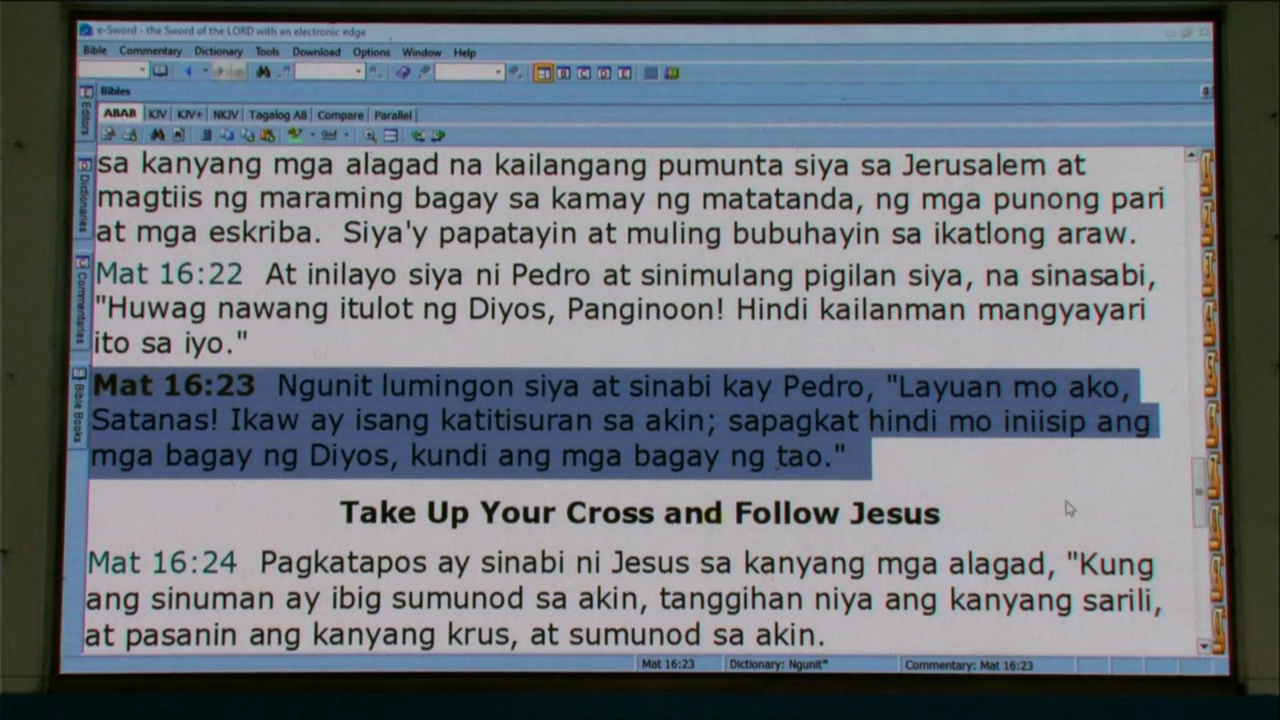 e-Sword - the Sword of the LORD with an electronic edge
Bible Commentary Dictionary Tools Download Options Window Help
Bibles
ABAB KJV KJV+ NKJV Tagalog AB Compare Parallel
Editors
Dictionaries
Commentaries
Bible Books
sa kanyang mga alagad na kailangang pumunta siya sa Jerusalem at
magtiis ng maraming bagay sa kamay ng matatanda, ng mga punong pari
at mga eskriba. Siya'y papatayin at muling bubuhayin sa ikatlong araw.
Mat 16:22 At inilayo siya ni Pedro at sinimulang pigilan siya, na sinasabi,
"Huwag nawang itulot ng Diyos, Panginoon! Hindi kailanman mangyayari
ito sa iyo."
Mat 16:23 Ngunit lumingon siya at sinabi kay Pedro, "Layuan mo ako,
Satanas! Ikaw ay isang katitisuran sa akin; sapagkat hindi mo iniisip ang
mga bagay ng Diyos, kundi ang mga bagay ng tao."
Take Up Your Cross and Follow Jesus
Mat 16:24 Pagkatapos ay sinabi ni Jesus sa kanyang mga alagad, "Kung
ang sinuman ay ibig sumunod sa akin, tanggihan niya ang kanyang sarili,
at pasanin ang kanyang krus, at sumunod sa akin.
Mat 16:23 Dictionary: Ngunit* Commentary: Mat 16:23